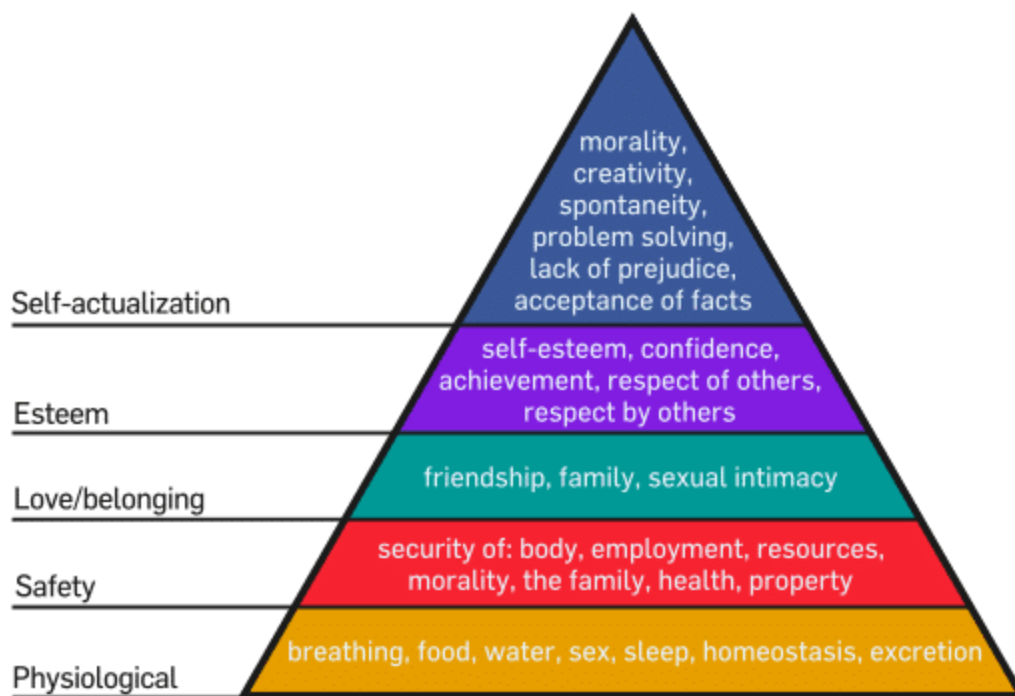 morality,
creativity,
spontaneity,
problem solving,
lack of prejudice,
acceptance of facts
Self-actualization
self-esteem, confidence,
achievement, respect of others,
respect by others
Esteem
friendship, family, sexual intimacy
Love/belonging
security of: body, employment, resources,
morality, the family, health, property
Safety
breathing, food, water, sex, sleep, homeostasis, excretion
Physiological